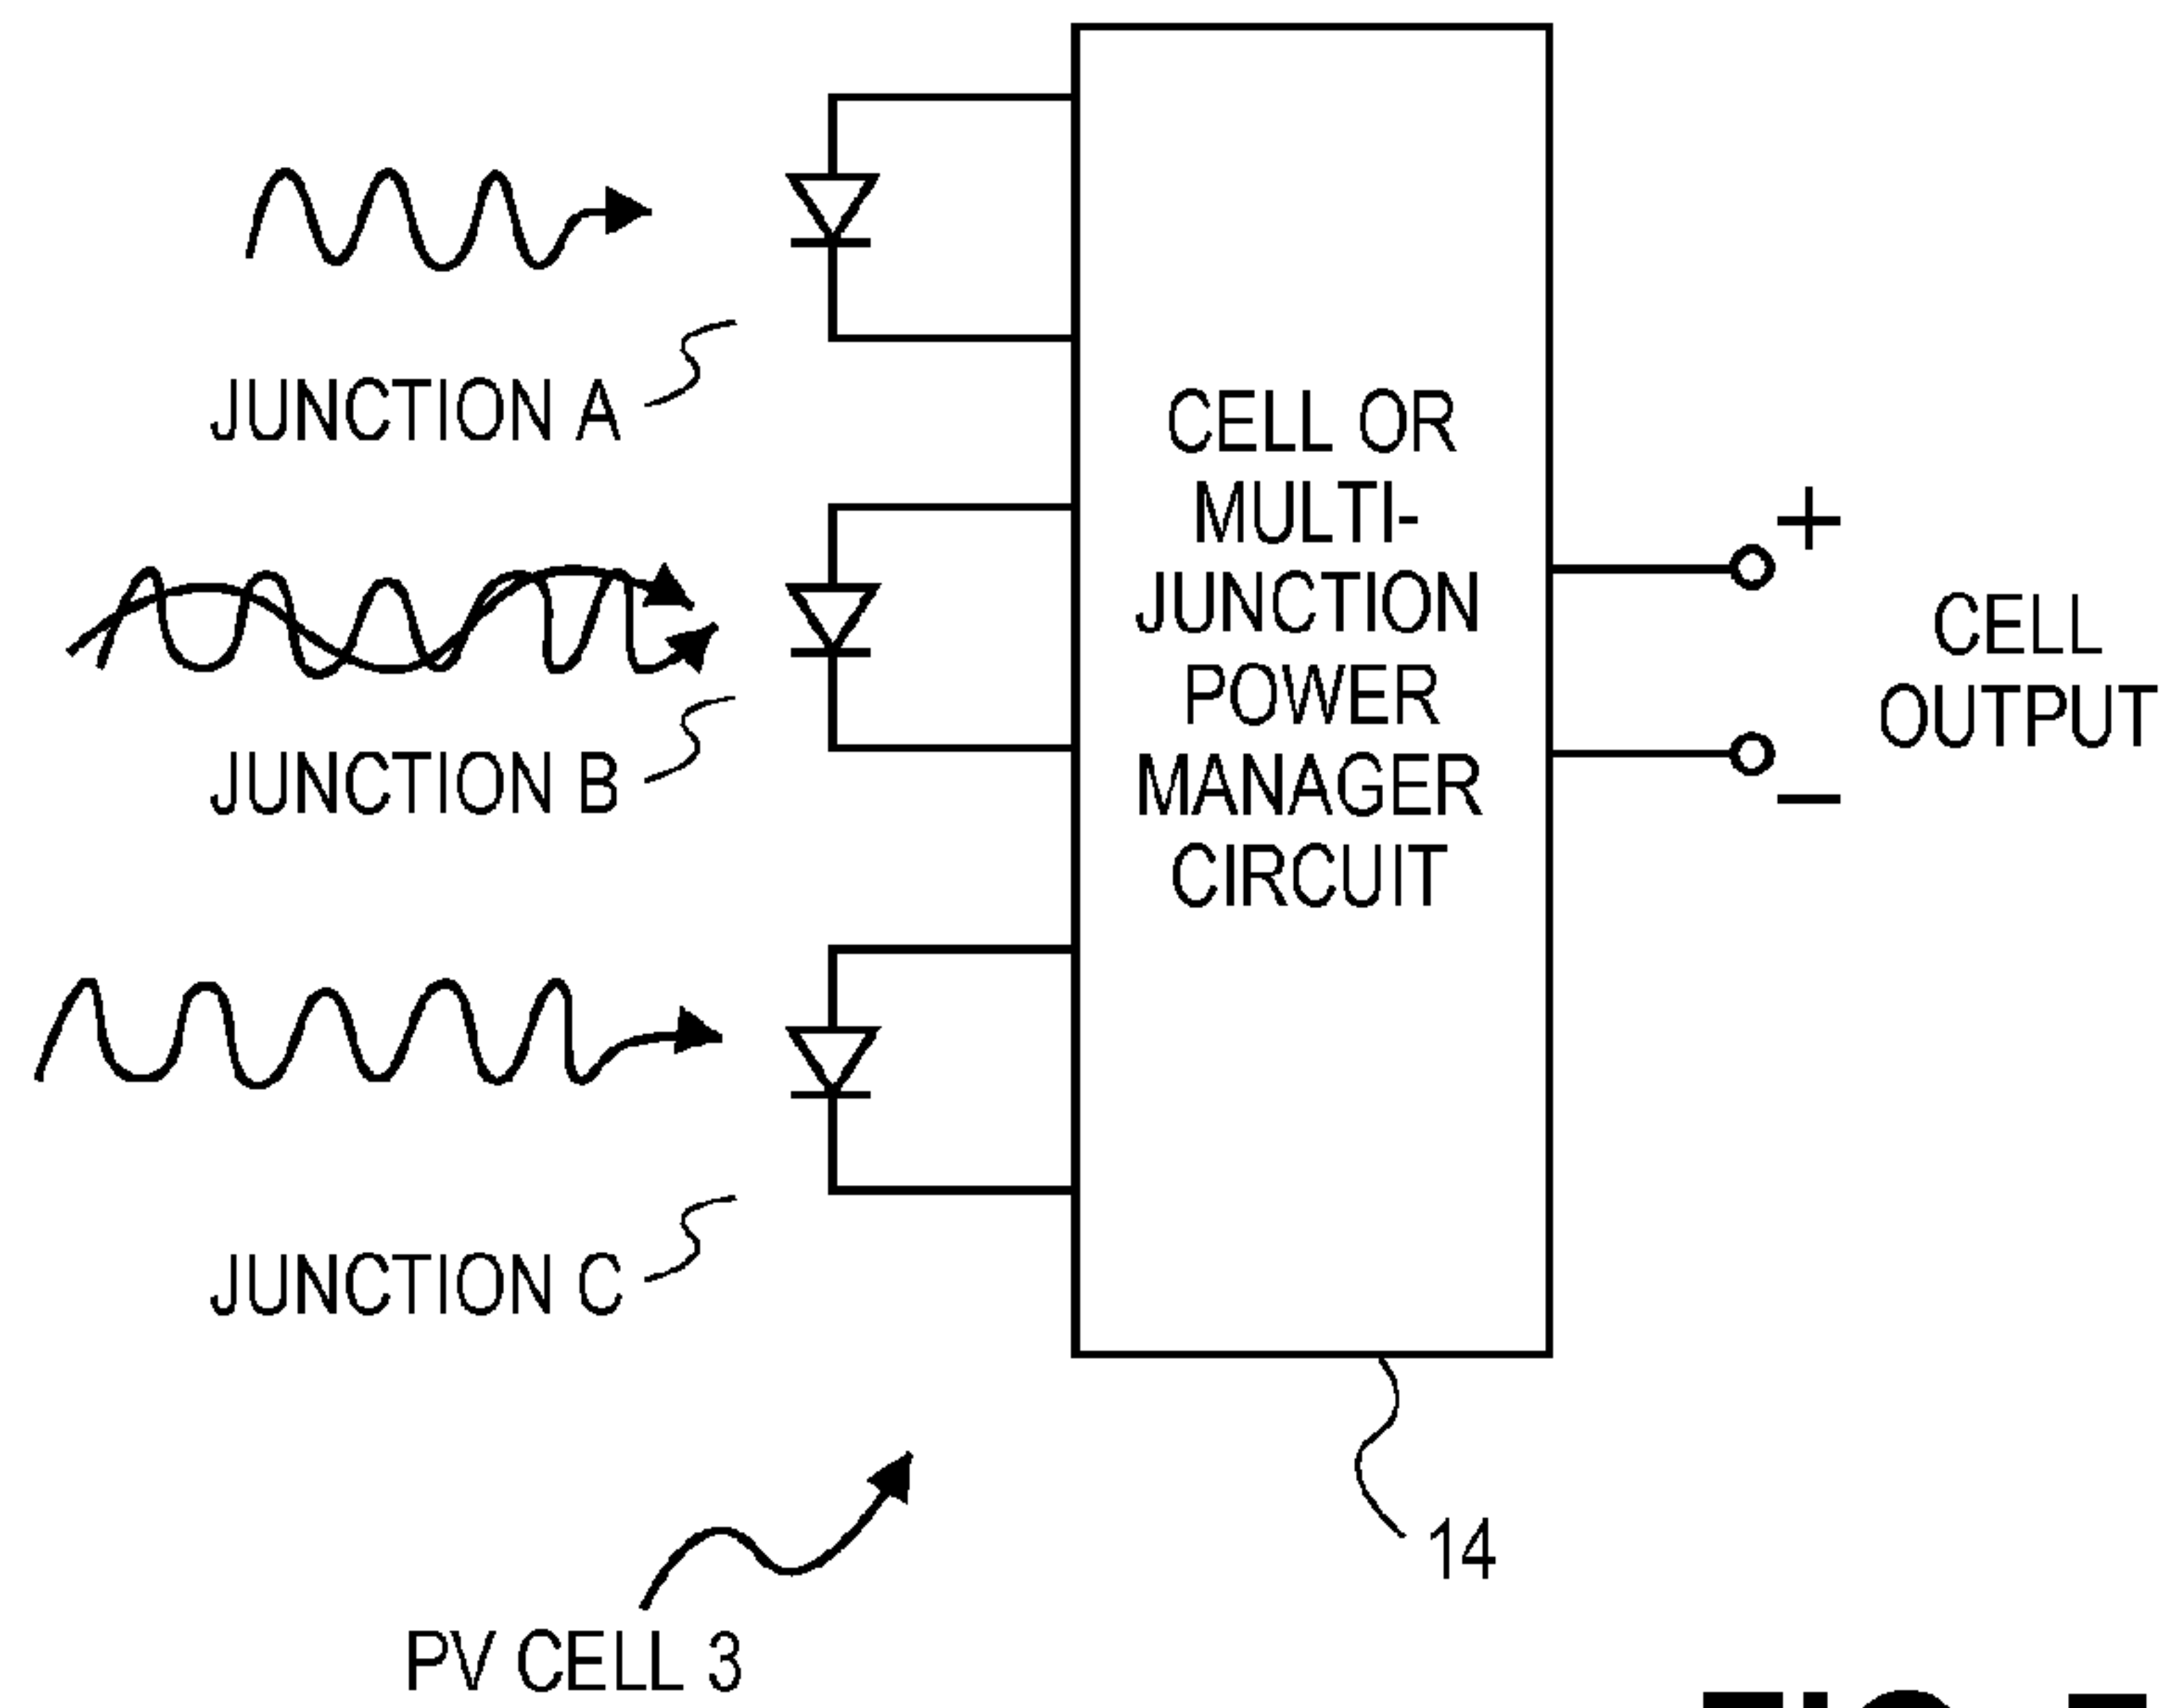 JUNCTION A
CELL OR
MULTI-
JUNCTION
POWER
MANAGER
CIRCUIT
+
CELL
OUTPUT
–
JUNCTION B
JUNCTION C
14
PV CELL 3